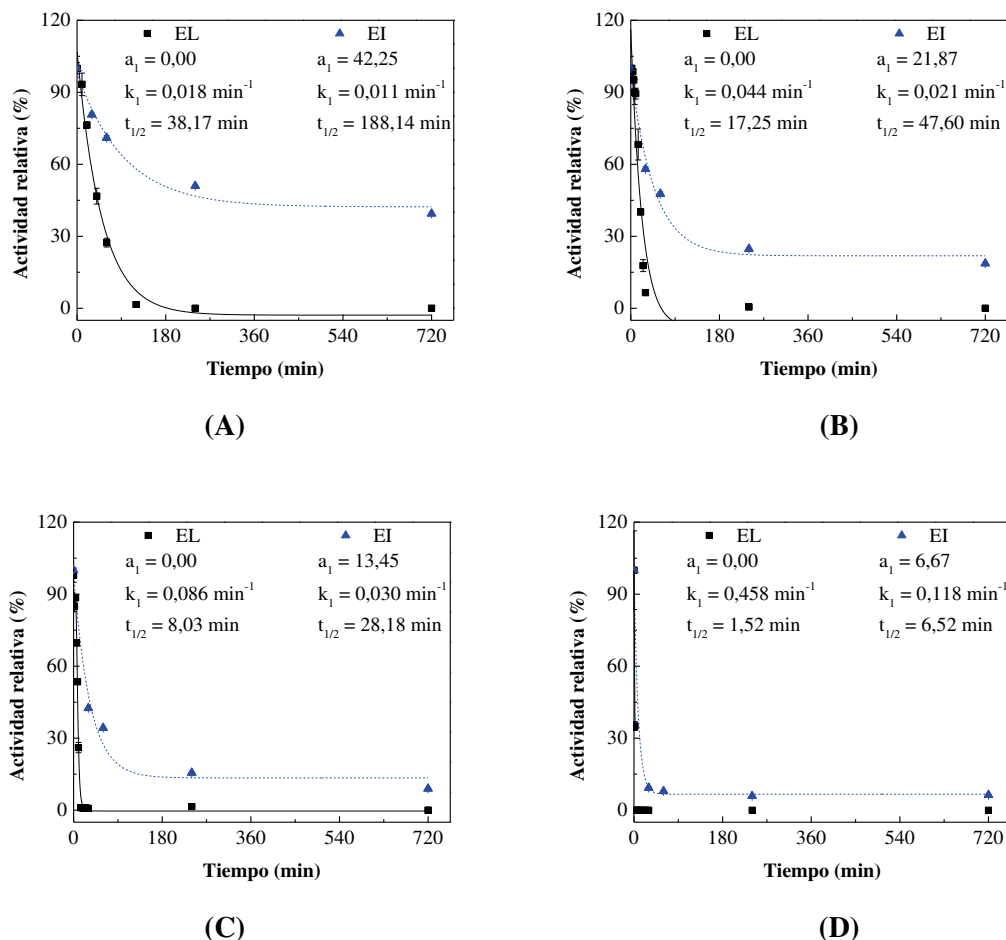 120
90
60
30
0
Actividad relativa (%)
EL EI
a1 = 0,00 a1 = 42,25
k1 = 0,018 min-1 k1 = 0,011 min-1
t1/2 = 38,17 min t1/2 = 188,14 min
0 180 360 540 720
Tiempo (min)
(A)
120
90
60
30
0
Actividad relativa (%)
EL EI
a1 = 0,00 a1 = 21,87
k1 = 0,044 min-1 k1 = 0,021 min-1
t1/2 = 17,25 min t1/2 = 47,60 min
0 180 360 540 720
Tiempo (min)
(B)
120
90
60
30
0
Actividad relativa (%)
EL EI
a1 = 0,00 a1 = 13,45
k1 = 0,086 min-1 k1 = 0,030 min-1
t1/2 = 8,03 min t1/2 = 28,18 min
0 180 360 540 720
Tiempo (min)
(C)
120
90
60
30
0
Actividad relativa (%)
EL EI
a1 = 0,00 a1 = 6,67
k1 = 0,458 min-1 k1 = 0,118 min-1
t1/2 = 1,52 min t1/2 = 6,52 min
0 180 360 540 720
Tiempo (min)
(D)